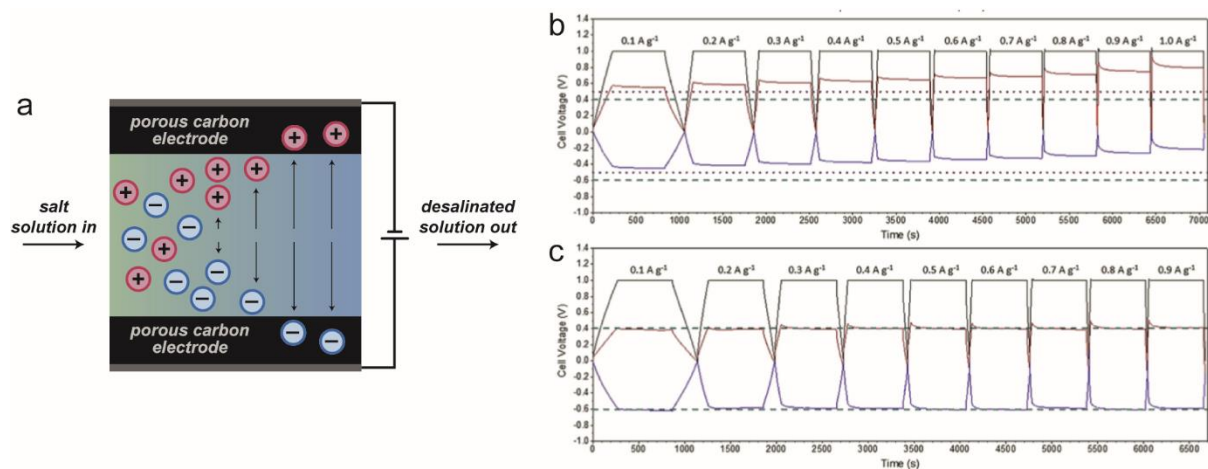 a
porous carbon
electrode
salt
solution in
desalinated
solution out
porous carbon
electrode
+
+
+
+
+
+
+
+
+
−
−
−
−
−
−
−
−
b
Cell Voltage (V)
1.4
1.2
1.0
0.8
0.6
0.4
0.2
0.0
-0.2
-0.4
-0.6
-0.8
-1.0
0.1 A g⁻¹ 0.2 A g⁻¹ 0.3 A g⁻¹ 0.4 A g⁻¹ 0.5 A g⁻¹ 0.6 A g⁻¹ 0.7 A g⁻¹ 0.8 A g⁻¹ 0.9 A g⁻¹ 1.0 A g⁻¹
0 500 1000 1500 2000 2500 3000 3500 4000 4500 5000 5500 6000 6500 7000
Time (s)
c
Cell Voltage (V)
1.4
1.2
1.0
0.8
0.6
0.4
0.2
0.0
-0.2
-0.4
-0.6
-0.8
-1.0
0.1 A g⁻¹ 0.2 A g⁻¹ 0.3 A g⁻¹ 0.4 A g⁻¹ 0.5 A g⁻¹ 0.6 A g⁻¹ 0.7 A g⁻¹ 0.8 A g⁻¹ 0.9 A g⁻¹
0 500 1000 1500 2000 2500 3000 3500 4000 4500 5000 5500 6000 6500
Time (s)